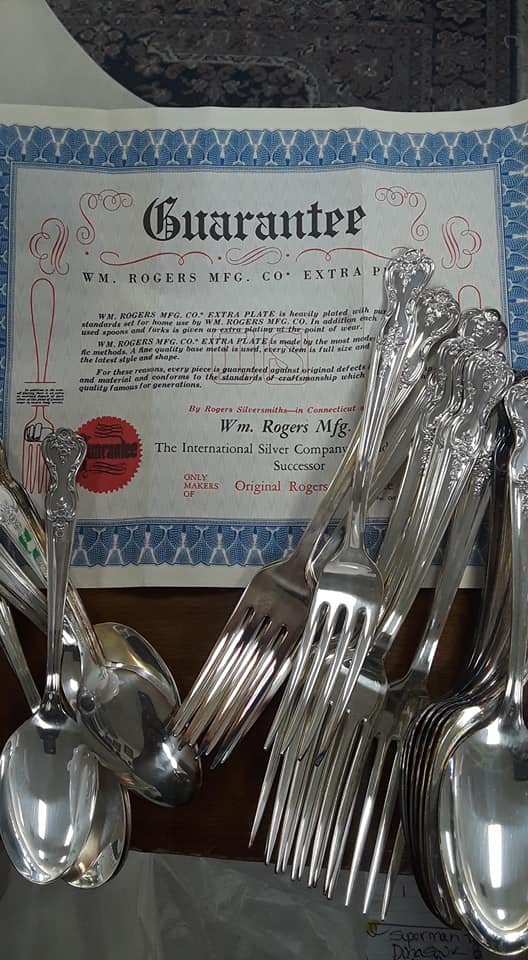 Guarantee
WM. ROGERS MFG. CO• EXTRA P
WM. ROGERS MFG. CO.• EXTRA PLATE is heavily plated with pur
standards set for home use by WM. ROGERS MFG. CO. In addition each
used spoons and forks is given an extra plating at the point of wear.
WM. ROGERS MFG. CO.• EXTRA PLATE is made by the most mode
fic methods. A fine quality base metal is used, every item is full size and
the latest style and shape.
For these reasons, every piece is guaranteed against original defects
and material and conforms to the standards of craftsmanship which
quality famous for generations.
By Rogers Silversmiths—in Connecticut
Wm. Rogers Mfg.
The International Silver Company
Successor
ONLY
MAKERS
OF
Original Rogers
Guarantee
Superman